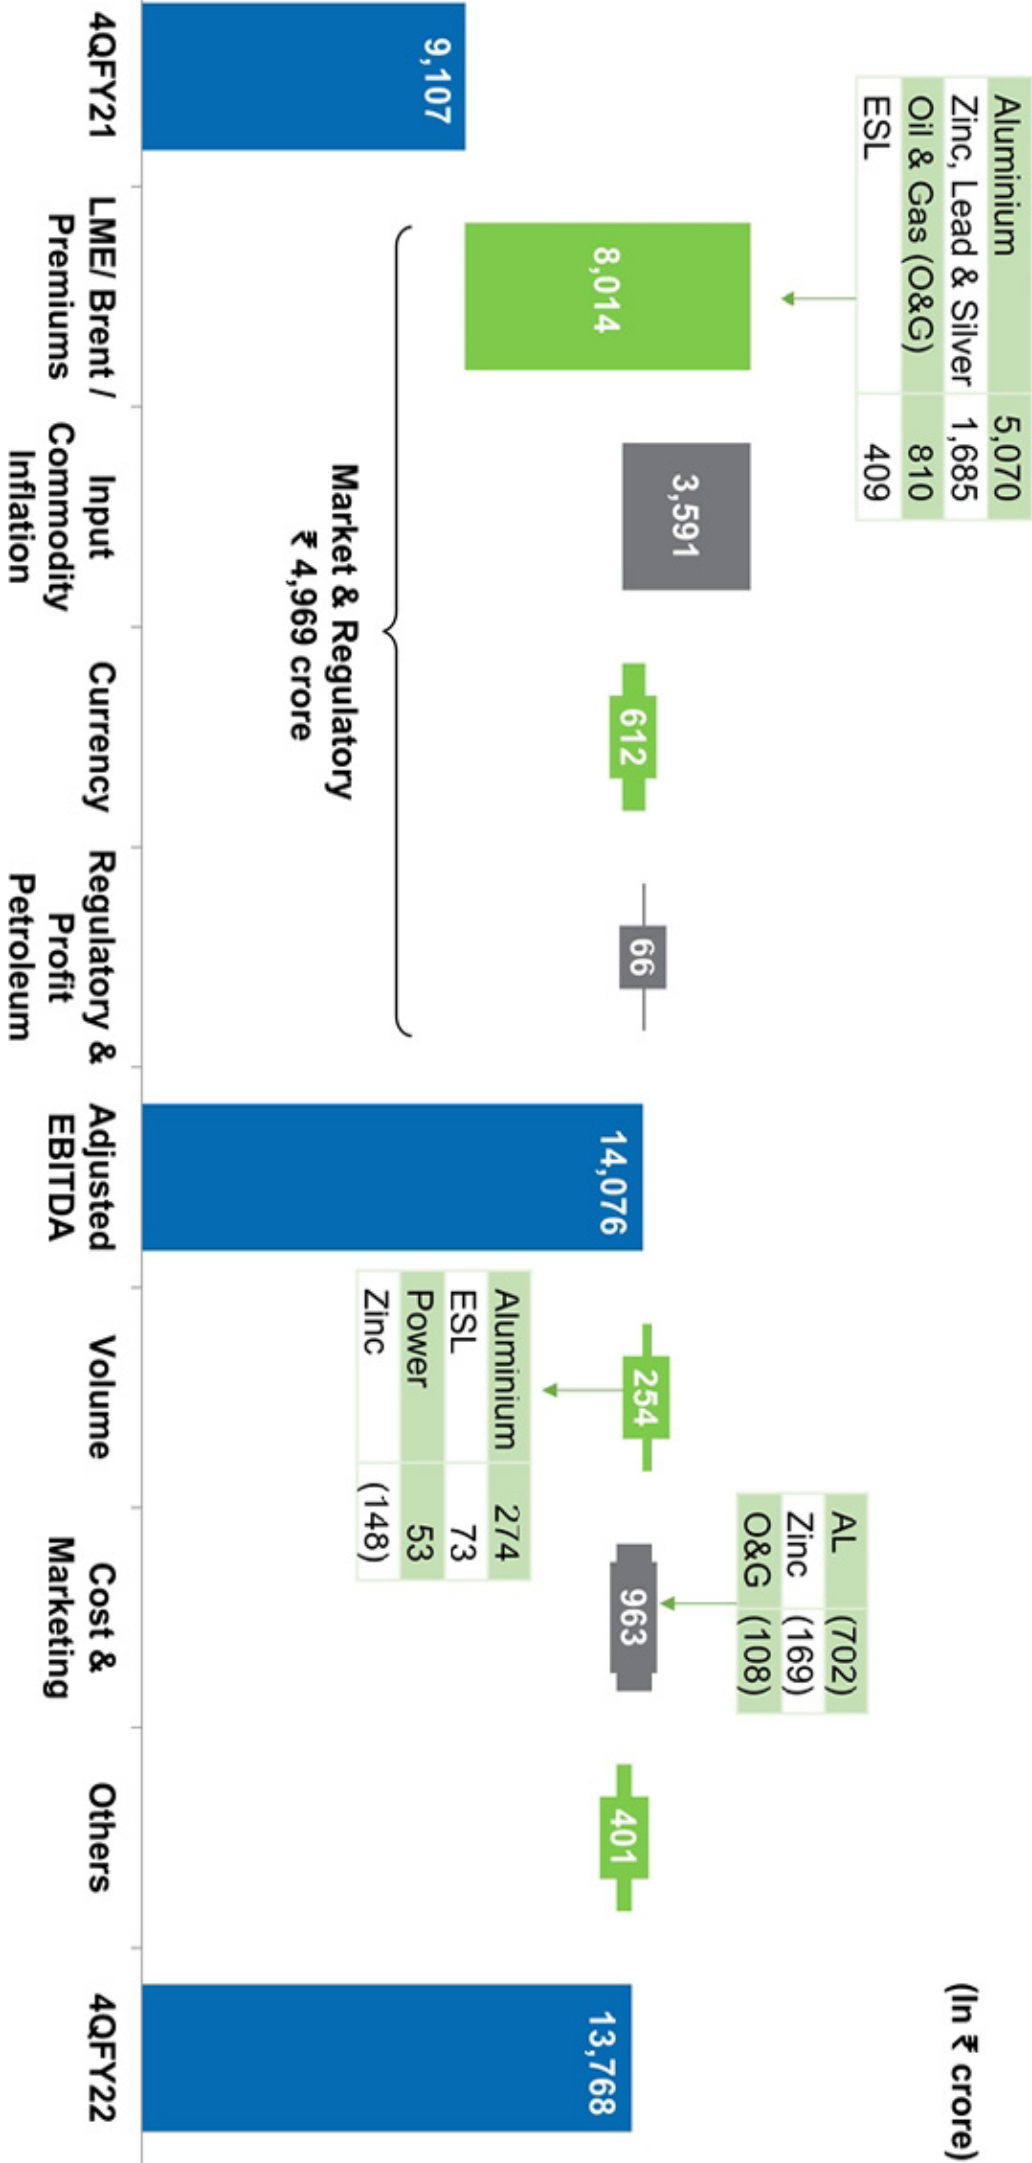 (In ₹ crore)
Aluminium 5,070
Zinc, Lead & Silver 1,685
Oil & Gas (O&G) 810
ESL 409
9,107
8,014
3,591
612
66
14,076
254
963
401
13,768
AL (702)
Zinc (169)
O&G (108)
Aluminium 274
ESL 73
Power 53
Zinc (148)
Market & Regulatory
₹ 4,969 crore
4QFY21
LME/ Brent /
Premiums
Input
Commodity
Inflation
Currency
Regulatory &
Profit
Petroleum
Adjusted
EBITDA
Volume
Cost &
Marketing
Others
4QFY22